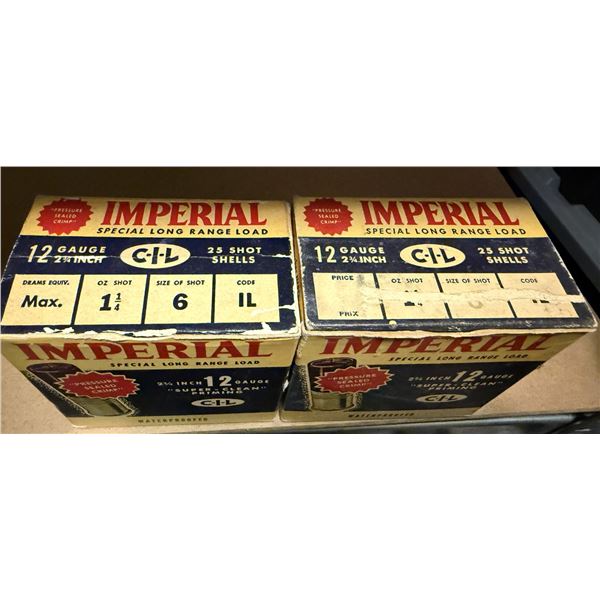 "PRESSURE
SEALED
CRIMP"
IMPERIAL
SPECIAL LONG RANGE LOAD
12 GAUGE
2¾ INCH
C-I-L
25 SHOT
SHELLS
DRAMS EQUIV.
OZ SHOT
SIZE OF SHOT
CODE
Max.
1 1/4
6
IL
IMPERIAL
SPECIAL LONG RANGE LOAD
"PRESSURE
SEALED
CRIMP"
2¾ INCH 12 GAUGE
"SUPER-CLEAN"
PRIMING
C-I-L
WATERPROOFED
"PRESSURE
SEALED
CRIMP"
IMPERIAL
SPECIAL LONG RANGE LOAD
12 GAUGE
2¾ INCH
C-I-L
25 SHOT
SHELLS
PRICE
OZ SHOT
SIZE OF SHOT
CODE
PRIX
IMPERIAL
SPECIAL LONG RANGE LOAD
"PRESSURE
SEALED
CRIMP"
2¾ INCH 12 GAUGE
"SUPER-CLEAN"
PRIMING
C-I-L
WATERPROOFED